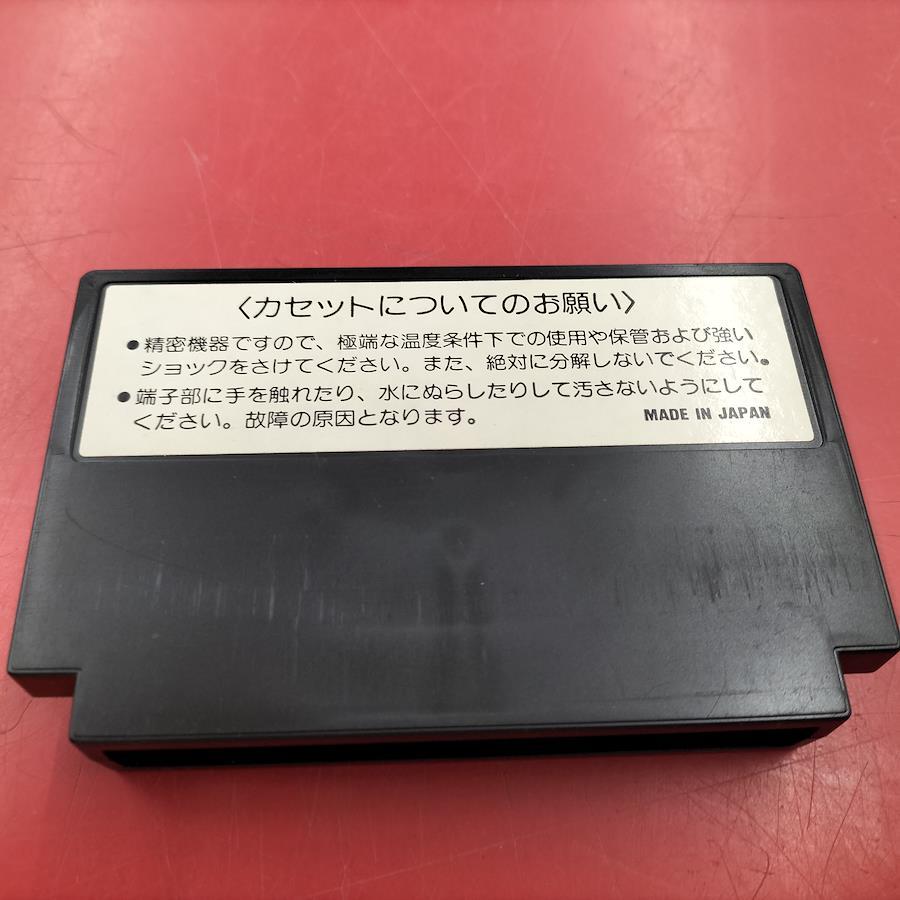 〈カセットについてのお願い〉
●精密機器ですので、極端な温度条件下での使用や保管および強い
ショックをさけてください。また、絶対に分解しないでください。
●端子部に手を触れたり、水にぬらしたりして汚さないようにして
ください。故障の原因となります。
MADE IN JAPAN